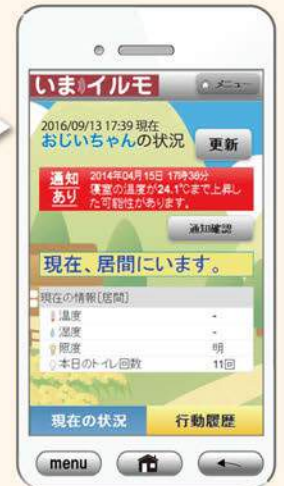 いまイルモ
メニュー
2016/09/13 17:39 現在
おじいちゃんの状況
更新
通知あり
2014年04月15日 17時36分
寝室の温度が24.1℃まで上昇し
た可能性があります。
通知確認
現在、居間にいます。
現在の情報[居間]
温度 -
湿度 -
照度 明
本日のトイレ回数 11回
現在の状況
行動履歴
menu